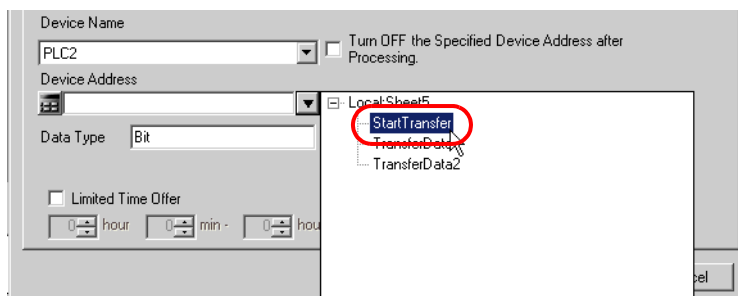 Device Name
PLC2
Turn OFF the Specified Device Address after
Processing.
Device Address
Local:Sheet5
StartTransfer
Data Type Bit
TransferData
TransferData2
Limited Time Offer
0 hour 0 min - 0 hou
cel